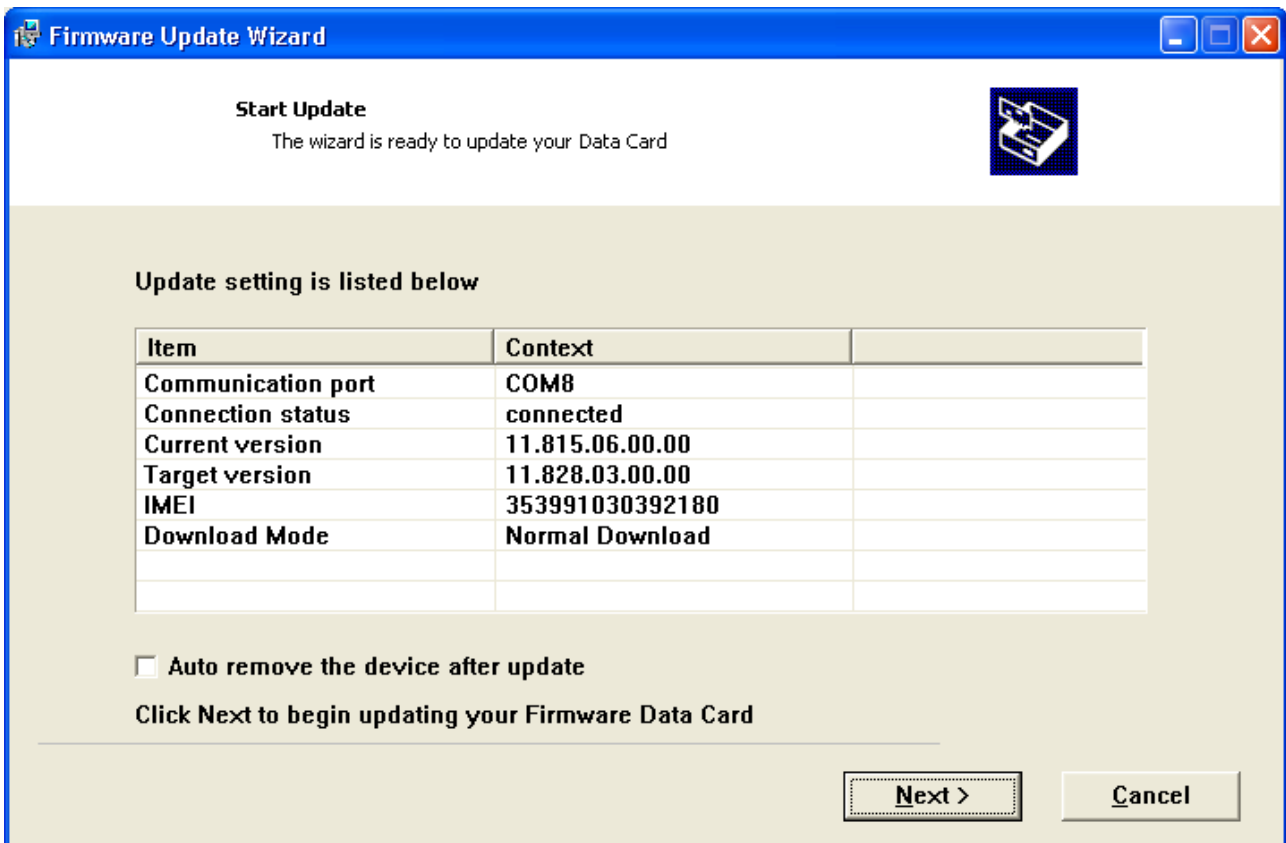 Firmware Update Wizard
Start Update
The wizard is ready to update your Data Card
Update setting is listed below
Item Context
Communication port COM8
Connection status connected
Current version 11.815.06.00.00
Target version 11.828.03.00.00
IMEI 353991030392180
Download Mode Normal Download
Auto remove the device after update
Click Next to begin updating your Firmware Data Card
Next > Cancel